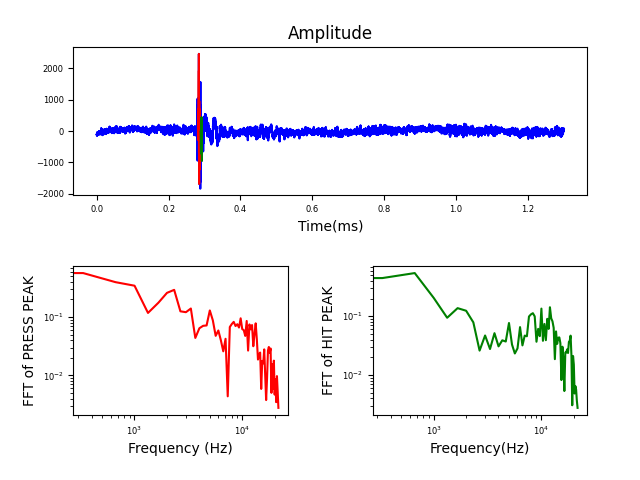 Amplitude
2000
1000
0
−1000
−2000
0.0 0.2 0.4 0.6 0.8 1.0 1.2
Time(ms)
FFT of PRESS PEAK
10⁻¹
10⁻²
10³ 10⁴
Frequency (Hz)
FFT of HIT PEAK
10⁻¹
10⁻²
10³ 10⁴
Frequency(Hz)